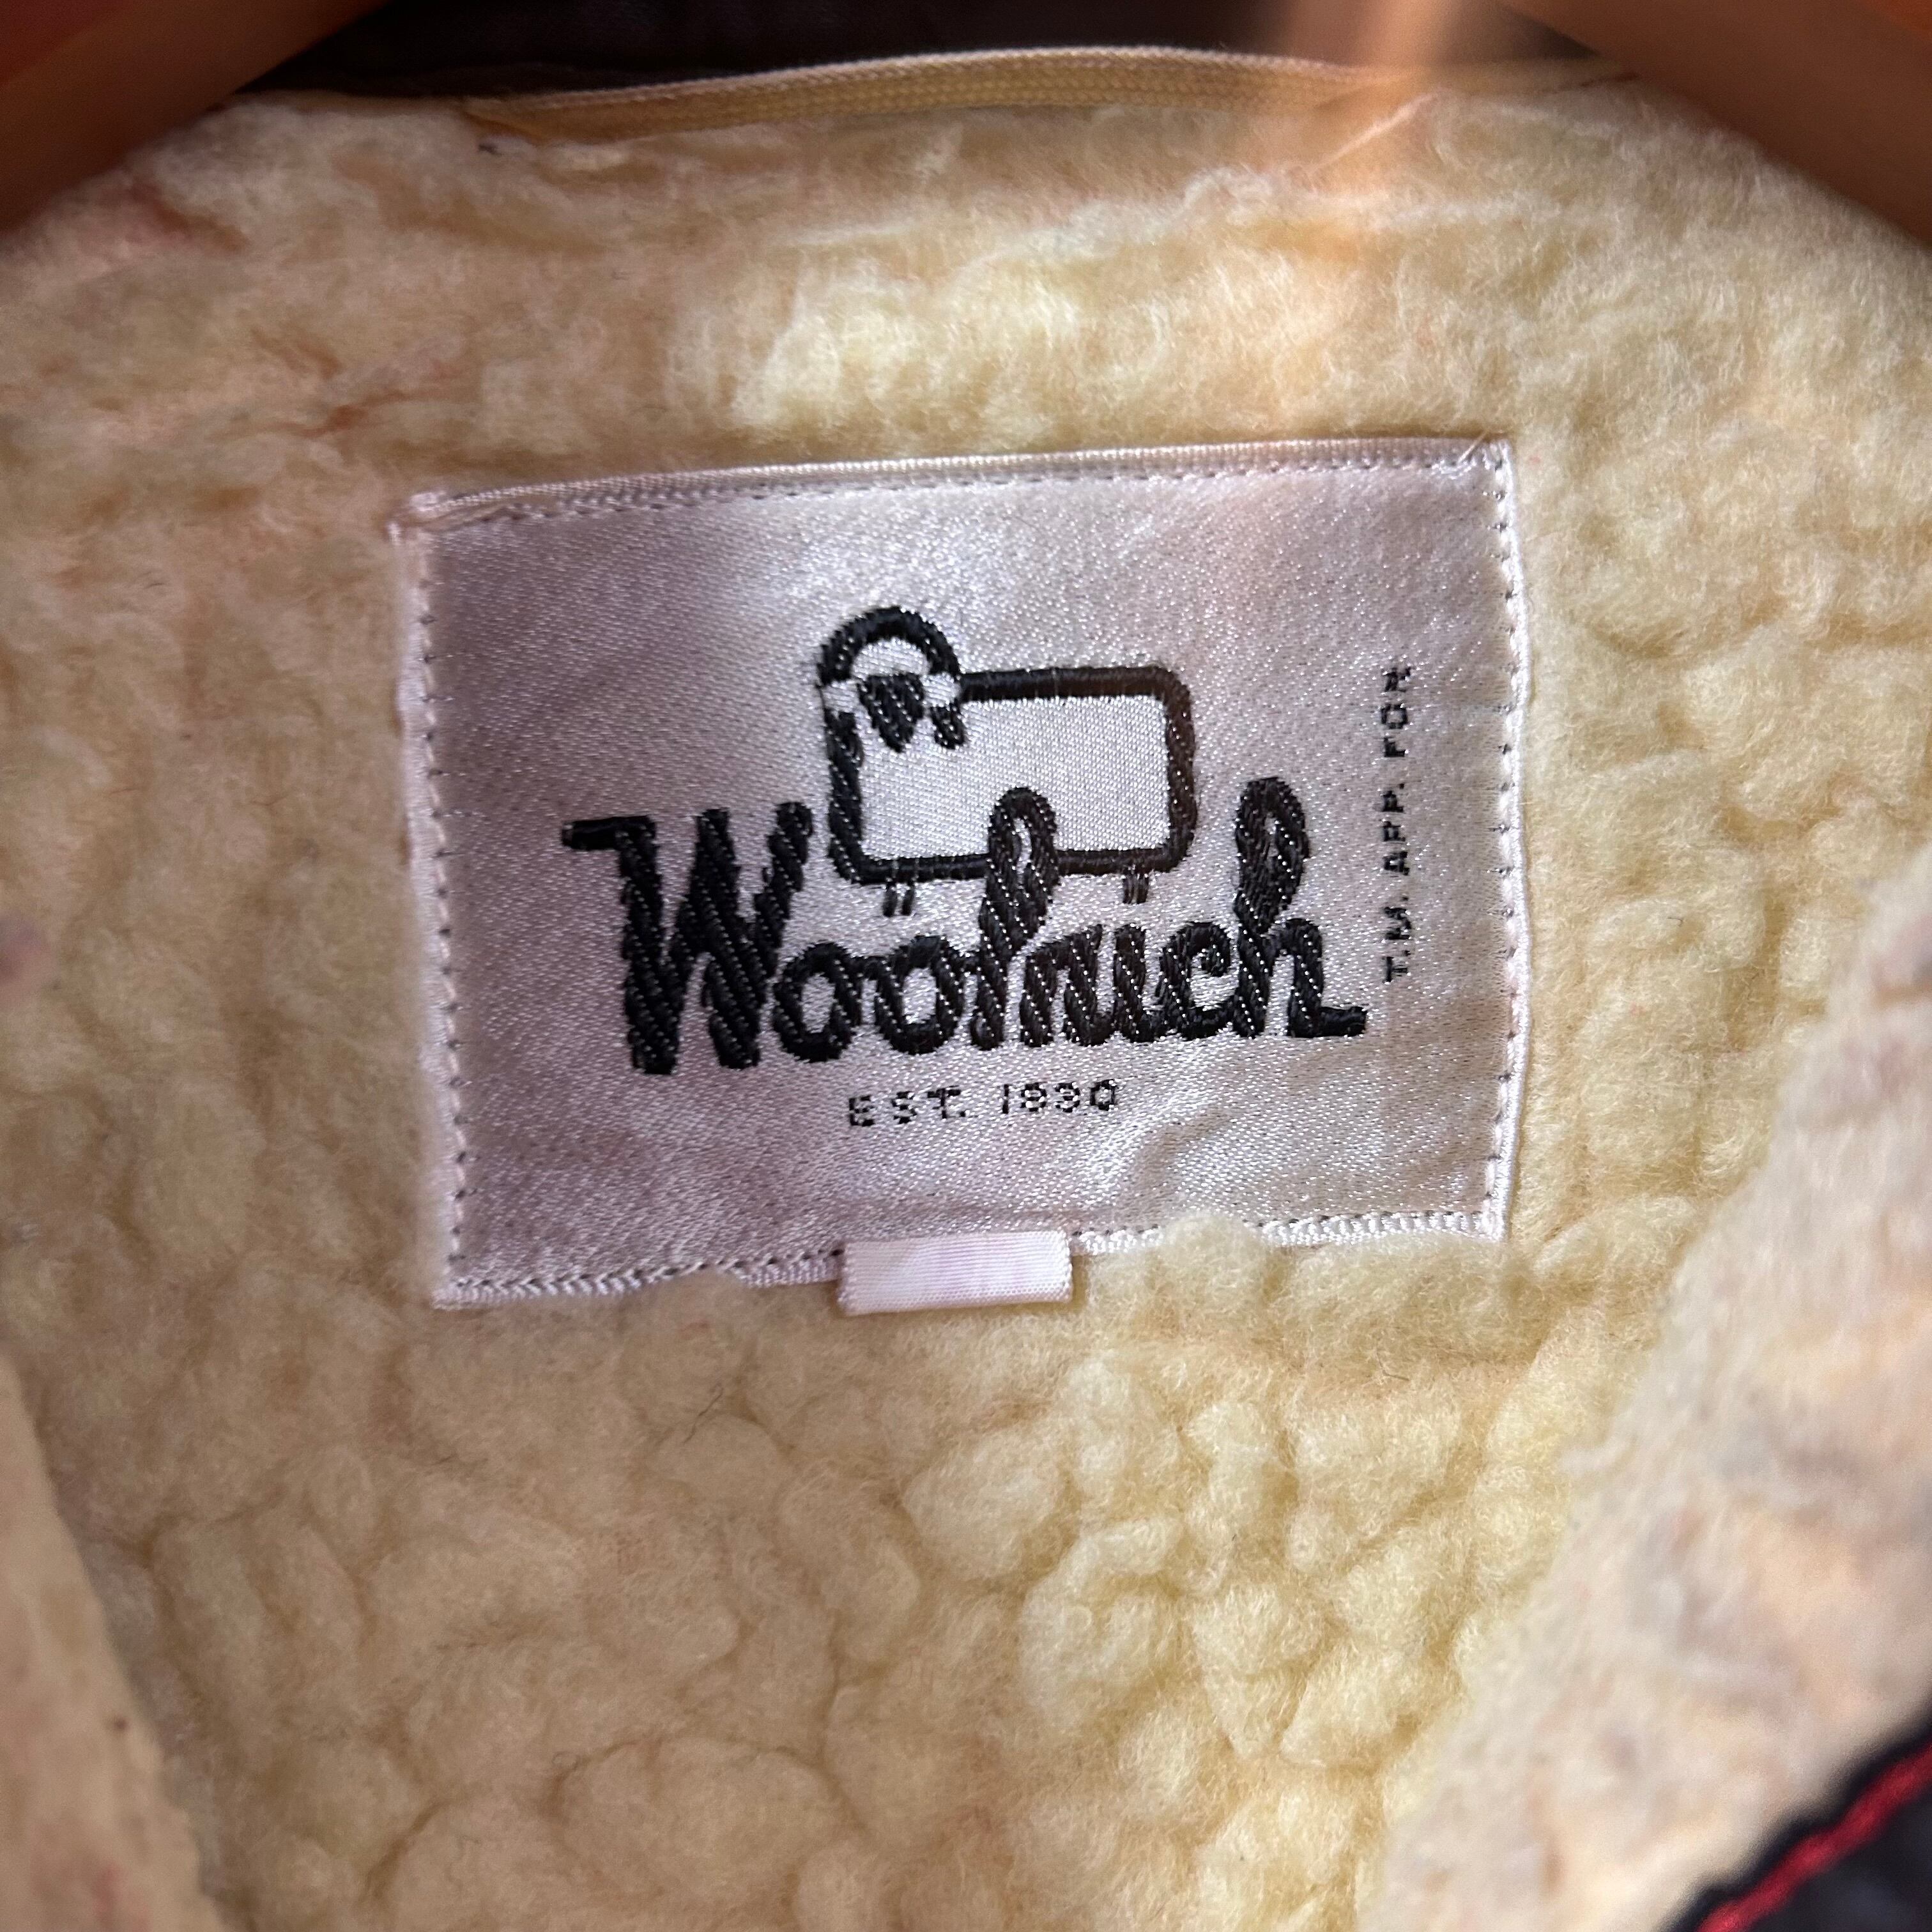 Woolrich
EST. 1830
T.M. APP. FOR